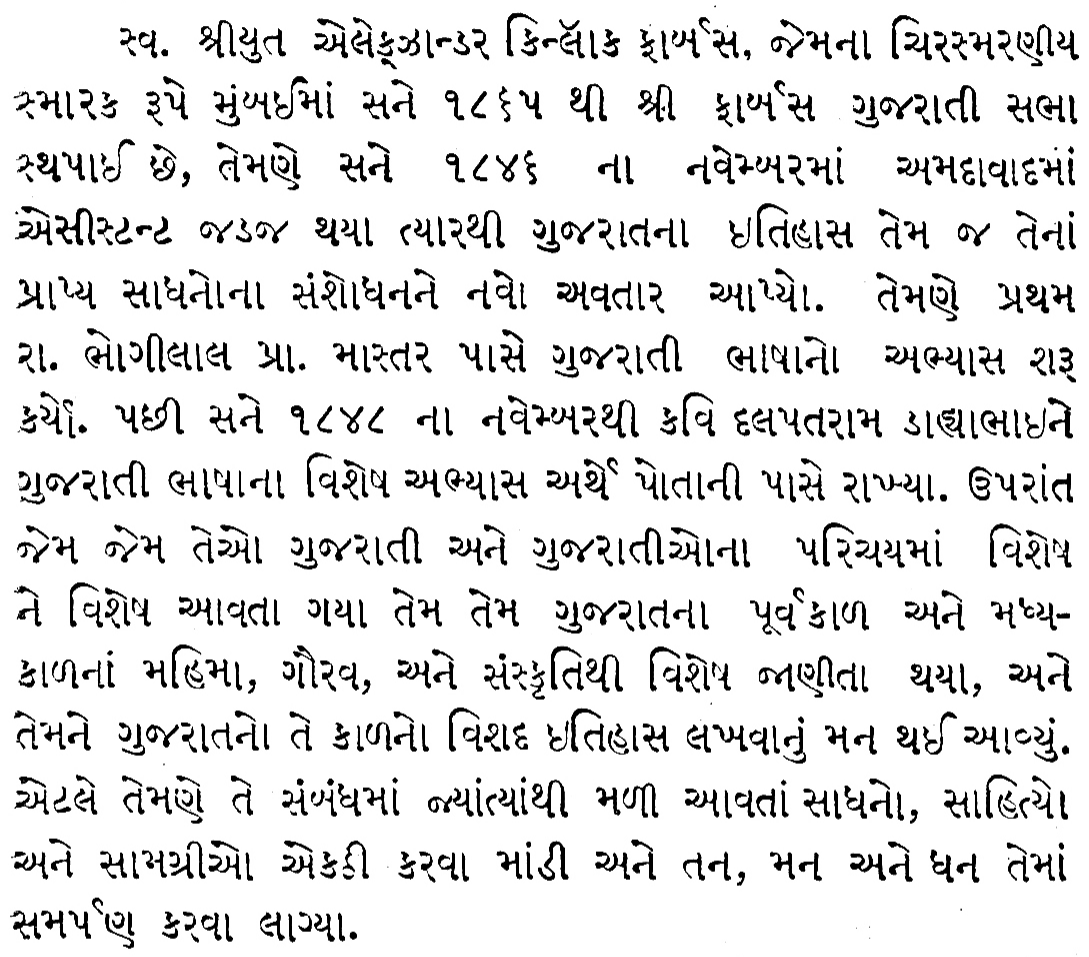 સ્વ. શ્રીયુત એલેક્ઝાન્ડર કિન્લૉક ફાર્બસ, જેમના ચિરસ્મરણીય
સ્મારક રૂપે મુંબઈમાં સને ૧૮૬૫ થી શ્રી ફાર્બસ ગુજરાતી સભા
સ્થપાઈ છે, તેમણે સને ૧૮૪૬ ના નવેમ્બરમાં અમદાવાદમાં
એસીસ્ટન્ટ જડજ થયા ત્યારથી ગુજરાતના ઇતિહાસ તેમ જ તેનાં
પ્રાપ્ય સાધનોના સંશોધનને નવો અવતાર આપ્યો. તેમણે પ્રથમ
રા. ભોગીલાલ પ્રા. માસ્તર પાસે ગુજરાતી ભાષાનો અભ્યાસ શરૂ
કર્યો. પછી સને ૧૮૪૮ ના નવેમ્બરથી કવિ દલપતરામ ડાહ્યાભાઇને
ગુજરાતી ભાષાના વિશેષ અભ્યાસ અર્થે પોતાની પાસે રાખ્યા. ઉપરાંત
જેમ જેમ તેઓ ગુજરાતી અને ગુજરાતીઓના પરિચયમાં વિશેષ
ને વિશેષ આવતા ગયા તેમ તેમ ગુજરાતના પૂર્વકાળ અને મધ્ય-
કાળનાં મહિમા, ગૌરવ, અને સંસ્કૃતિથી વિશેષ જાણીતા થયા, અને
તેમને ગુજરાતનો તે કાળનો વિશદ ઇતિહાસ લખવાનું મન થઈ આવ્યું.
એટલે તેમણે તે સંબંધમાં જ્યાંત્યાંથી મળી આવતાં સાધનો, સાહિત્યો
અને સામગ્રીઓ એકઠી કરવા માંડી અને તન, મન અને ધન તેમાં
સમર્પણ કરવા લાગ્યા.